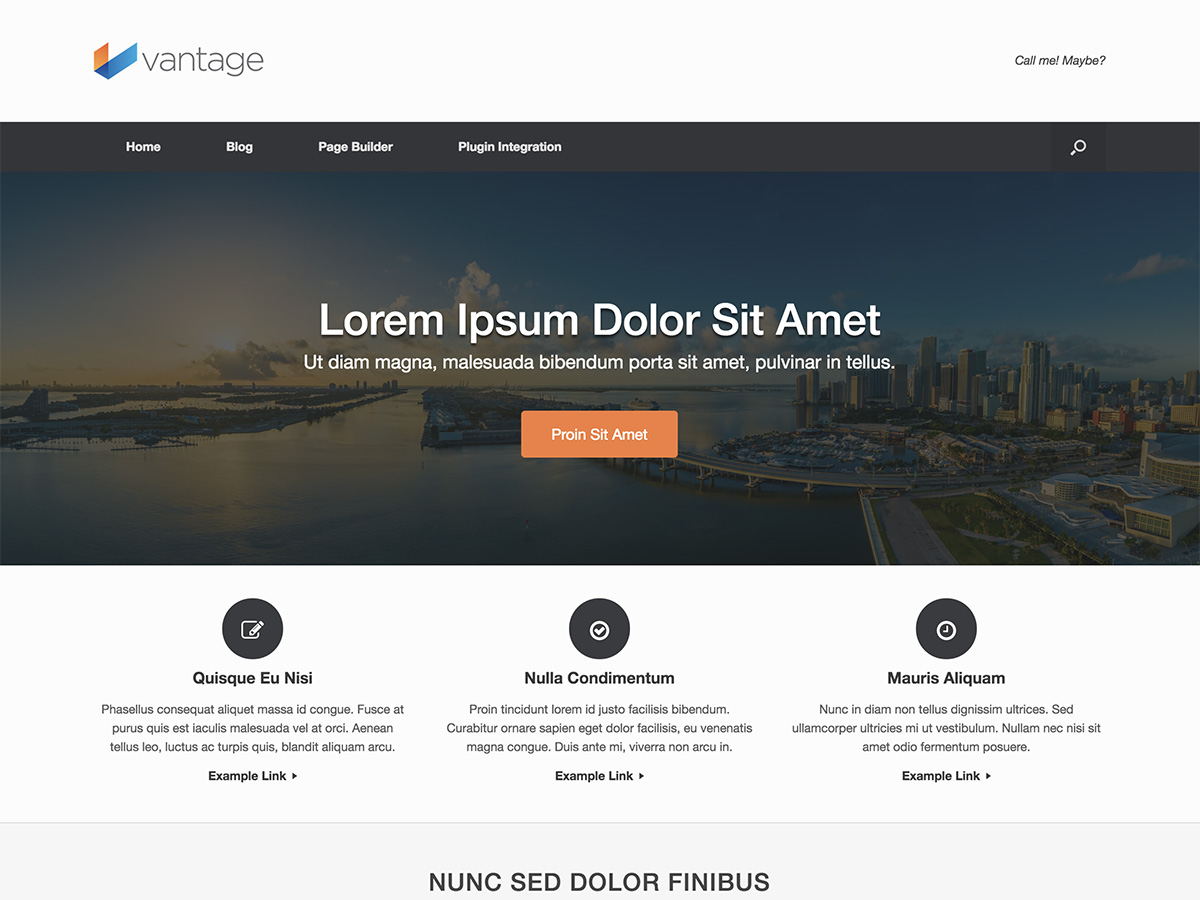 vantage
Call me! Maybe?
Home Blog Page Builder Plugin Integration
Lorem Ipsum Dolor Sit Amet
Ut diam magna, malesuada bibendum porta sit amet, pulvinar in tellus.
Proin Sit Amet
Quisque Eu Nisi
Phasellus consequat aliquet massa id congue. Fusce at
purus quis est iaculis malesuada vel at orci. Aenean
tellus leo, luctus ac turpis quis, blandit aliquam arcu.
Example Link
Nulla Condimentum
Proin tincidunt lorem id justo facilisis bibendum.
Curabitur ornare sapien eget dolor facilisis, eu venenatis
magna congue. Duis ante mi, viverra non arcu in.
Example Link
Mauris Aliquam
Nunc in diam non tellus dignissim ultrices. Sed
ullamcorper ultricies mi ut vestibulum. Nullam nec nisi sit
amet odio fermentum posuere.
Example Link
NUNC SED DOLOR FINIBUS